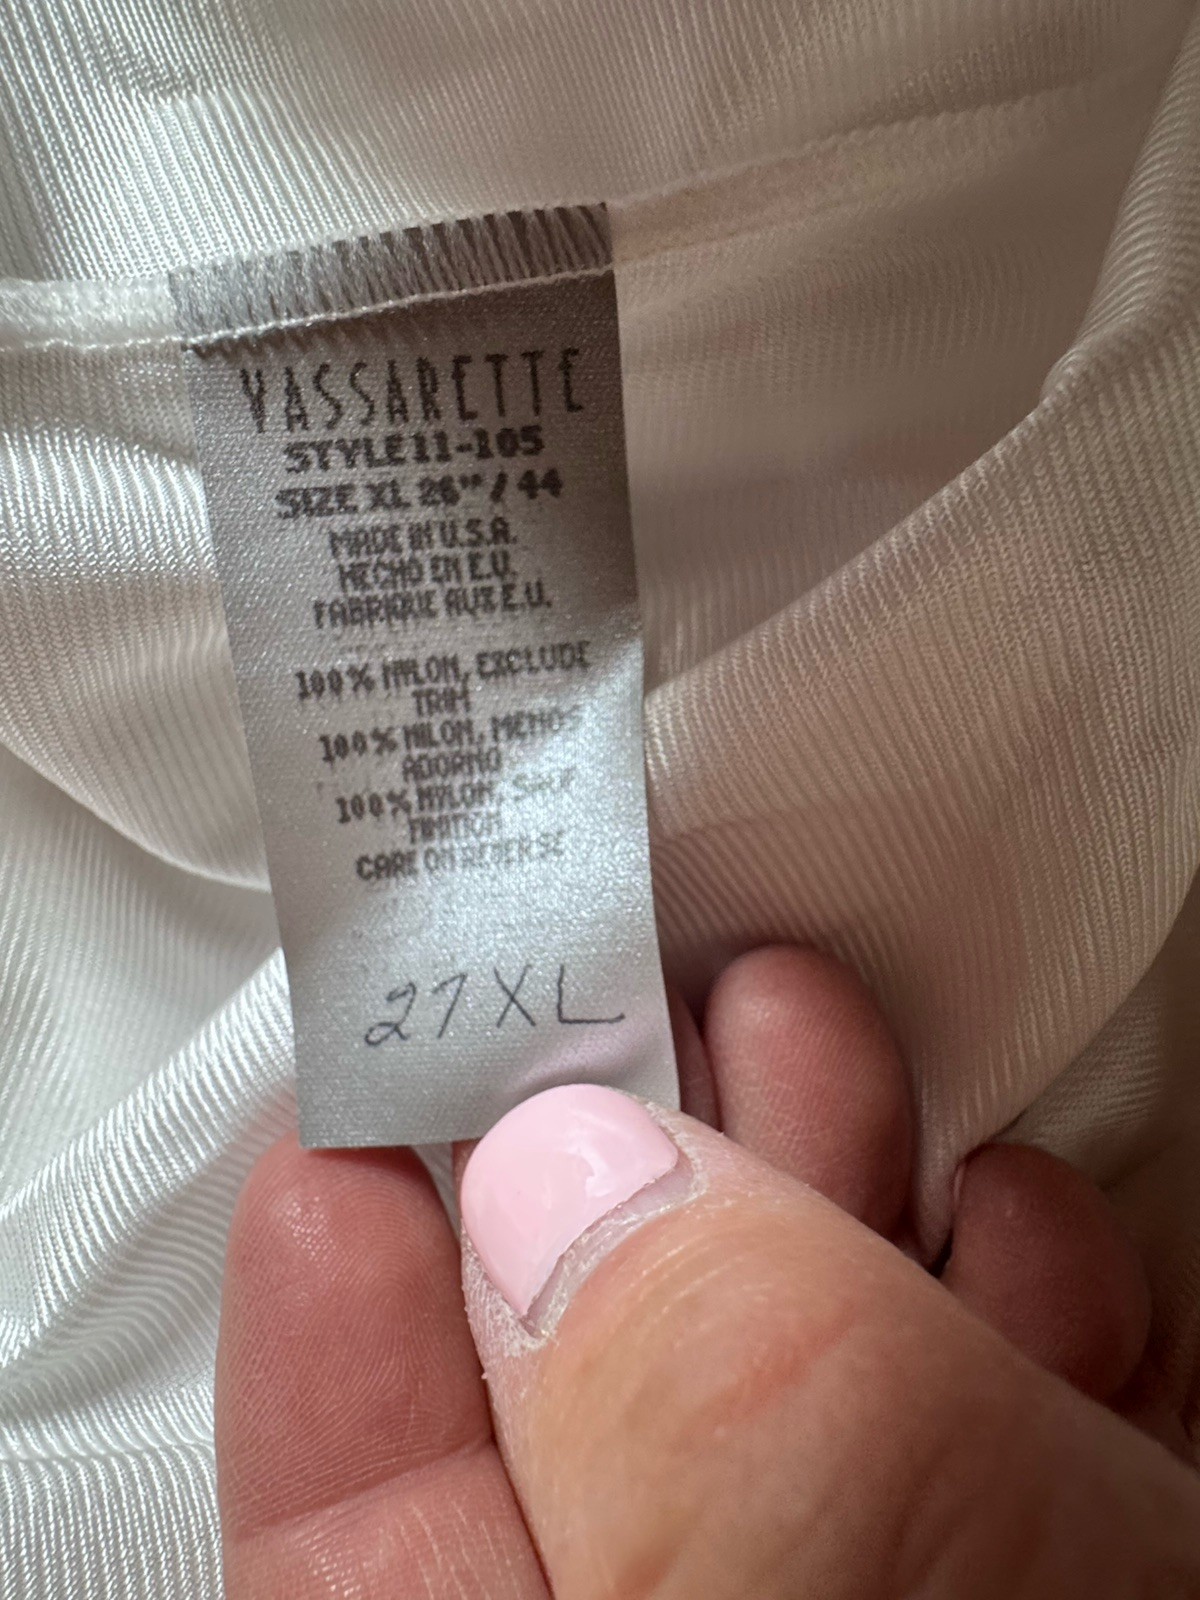 VASSARETTE
STYLE 11-105
SIZE XL 26"/44
MADE IN U.S.A.
HECHO EN E.U.
FABRIQUE AUX E.U.
100% NYLON, EXCLUDE
TRIM
100% NILON, MENOS
ADORNO
100% NYLON, SAUF
CARE ON REVERSE
27XL